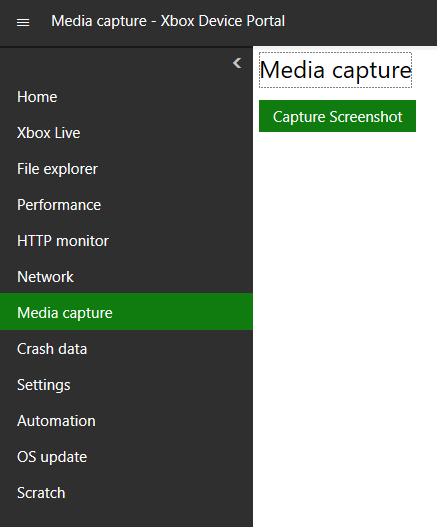 Media capture - Xbox Device Portal
Home
Xbox Live
File explorer
Performance
HTTP monitor
Network
Media capture
Crash data
Settings
Automation
OS update
Scratch
Media capture
Capture Screenshot